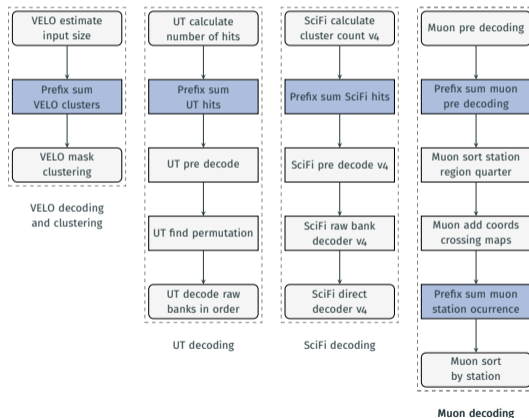 VELO estimate
input size
Prefix sum
VELO clusters
VELO mask
clustering
VELO decoding
and clustering
UT calculate
number of hits
Prefix sum
UT hits
UT pre decode
UT find permutation
UT decode raw
banks in order
UT decoding
SciFi calculate
cluster count v4
Prefix sum SciFi hits
SciFi pre decode v4
SciFi raw bank
decoder v4
SciFi direct
decoder v4
SciFi decoding
Muon pre decoding
Prefix sum muon
pre decoding
Muon sort station
region quarter
Muon add coords
crossing maps
Prefix sum muon
station ocurrence
Muon sort
by station
Muon decoding